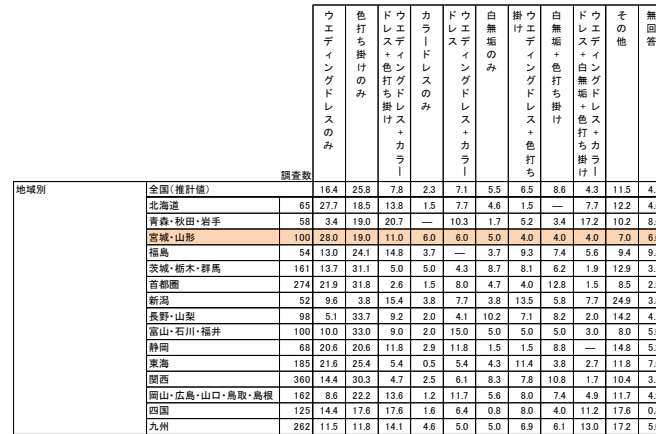 ウエディングドレスのみ
色打ち掛けのみ
ウエディングドレス+カラー
ドレス+色打ち掛け
カラードレスのみ
ウエディングドレス+カラー
ドレス
白無垢のみ
ウエディングドレス+色打ち
掛け
白無垢+色打ち掛け
ウエディングドレス+カラー
ドレス+白無垢+色打ち掛け
その他
無回答
調査数
地域別 全国(推計値) 16.4 25.8 7.8 2.3 7.1 5.5 6.5 8.6 4.3 11.5
北海道 65 27.7 18.5 13.8 1.5 7.7 4.6 1.5 — 7.7 12.2
青森・秋田・岩手 58 3.4 19.0 20.7 — 10.3 1.7 5.2 3.4 17.2 10.2
宮城・山形 100 28.0 19.0 11.0 6.0 6.0 5.0 4.0 4.0 4.0 7.0
福島 54 13.0 24.1 14.8 3.7 — 3.7 9.3 7.4 5.6 9.4
茨城・栃木・群馬 161 13.7 31.1 5.0 5.0 4.3 8.7 8.1 6.2 1.9 12.9
首都圏 274 21.9 31.8 2.6 1.5 8.0 4.7 4.0 12.8 1.5 8.5
新潟 52 9.6 3.8 15.4 3.8 7.7 3.8 13.5 5.8 7.7 24.9
長野・山梨 98 5.1 33.7 9.2 2.0 4.1 10.2 7.1 8.2 2.0 14.2
富山・石川・福井 100 10.0 33.0 9.0 2.0 15.0 5.0 5.0 5.0 3.0 8.0
静岡 68 20.6 20.6 11.8 2.9 11.8 1.5 1.5 8.8 — 14.8
東海 185 21.6 25.4 5.4 0.5 5.4 4.3 11.4 3.8 2.7 11.8
関西 360 14.4 30.3 4.7 2.5 6.1 8.3 7.8 10.8 1.7 10.4
岡山・広島・山口・鳥取・島根 162 8.6 22.2 13.6 1.2 11.7 5.6 8.0 7.4 4.9 11.7
四国 125 14.4 17.6 17.6 1.6 6.4 0.8 8.0 4.0 11.2 17.6
九州 262 11.5 11.8 14.1 4.6 5.0 5.0 6.9 6.1 13.0 17.2